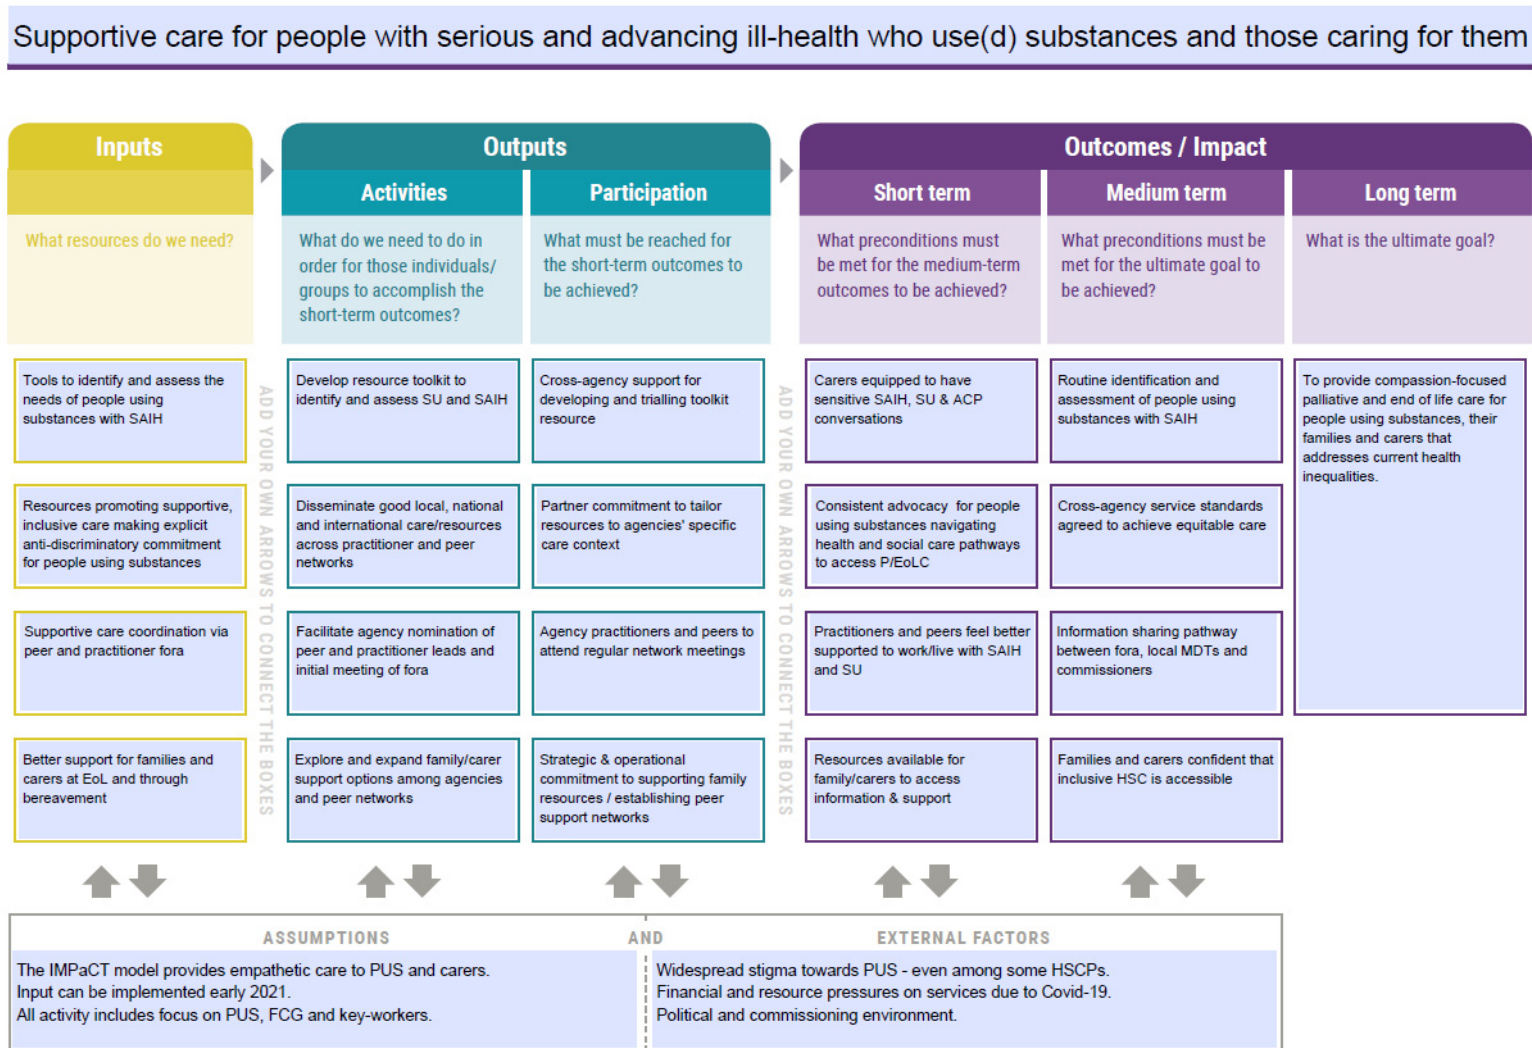 Supportive care for people with serious and advancing ill-health who use(d) substances and those caring for them
Inputs
Outputs
Outcomes / Impact
Activities
Participation
Short term
Medium term
Long term
What resources do we need?
What do we need to do in
order for those individuals/
groups to accomplish the
short-term outcomes?
What must be reached for
the short-term outcomes to
be achieved?
What preconditions must
be met for the medium-term
outcomes to be achieved?
What preconditions must be
met for the ultimate goal to
be achieved?
What is the ultimate goal?
Tools to identify and assess the
needs of people using
substances with SAIH
Resources promoting supportive,
inclusive care making explicit
anti-discriminatory commitment
for people using substances
Supportive care coordination via
peer and practitioner fora
Better support for families and
carers at EoL and through
bereavement
ADD YOUR OWN ARROWS TO CONNECT THE BOXES
Develop resource toolkit to
identify and assess SU and SAIH
Disseminate good local, national
and international care/resources
across practitioner and peer
networks
Facilitate agency nomination of
peer and practitioner leads and
initial meeting of fora
Explore and expand family/carer
support options among agencies
and peer networks
Cross-agency support for
developing and trialling toolkit
resource
Partner commitment to tailor
resources to agencies' specific
care context
Agency practitioners and peers to
attend regular network meetings
Strategic & operational
commitment to supporting family
resources / establishing peer
support networks
ADD YOUR OWN ARROWS TO CONNECT THE BOXES
Carers equipped to have
sensitive SAIH, SU & ACP
conversations
Consistent advocacy for people
using substances navigating
health and social care pathways
to access P/EoLC
Practitioners and peers feel better
supported to work/live with SAIH
and SU
Resources available for
family/carers to access
information & support
Routine identification and
assessment of people using
substances with SAIH
Cross-agency service standards
agreed to achieve equitable care
Information sharing pathway
between fora, local MDTs and
commissioners
Families and carers confident that
inclusive HSC is accessible
To provide compassion-focused
palliative and end of life care for
people using substances, their
families and carers that
addresses current health
inequalities.
ASSUMPTIONS AND EXTERNAL FACTORS
The IMPaCT model provides empathetic care to PUS and carers.
Input can be implemented early 2021.
All activity includes focus on PUS, FCG and key-workers.
Widespread stigma towards PUS - even among some HSCPs.
Financial and resource pressures on services due to Covid-19.
Political and commissioning environment.